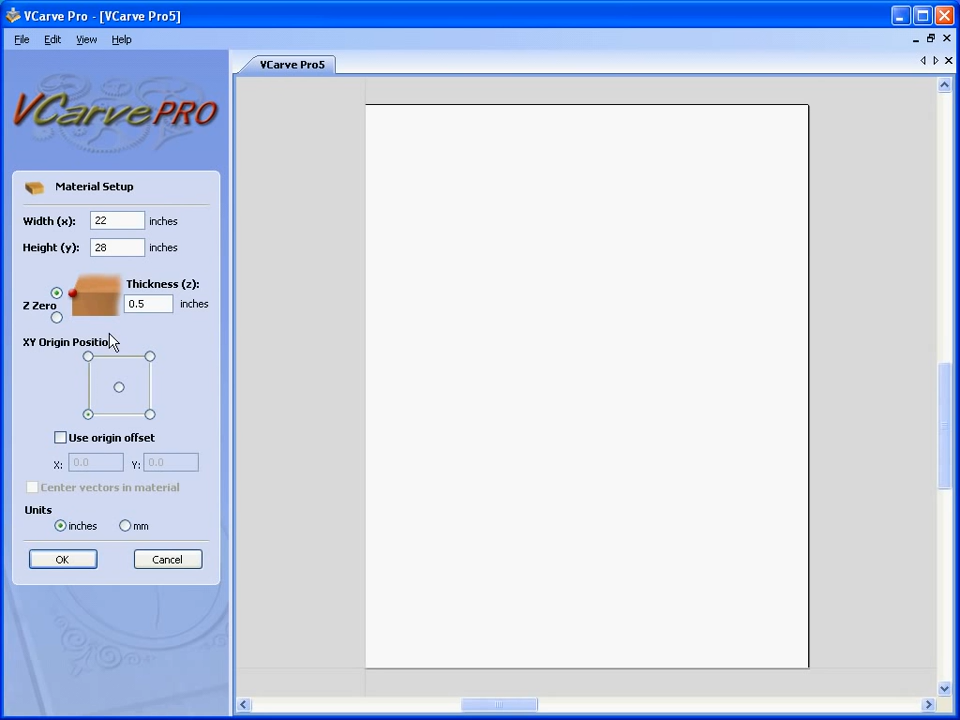 VCarve Pro - [VCarve Pro5]
File Edit View Help
VCarve Pro5
VCarve PRO
Material Setup
Width (x): 22 inches
Height (y): 28 inches
Thickness (z):
Z Zero 0.5 inches
XY Origin Positio
Use origin offset
X: 0.0 Y: 0.0
Center vectors in material
Units
inches mm
OK Cancel